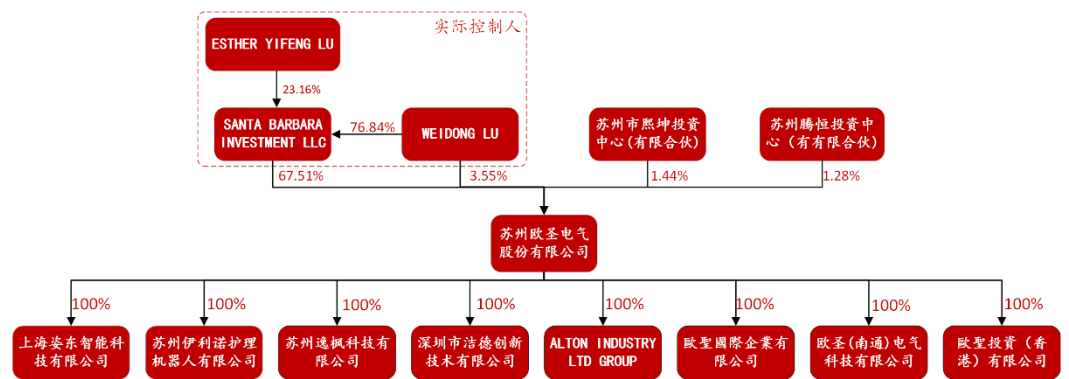 实际控制人
ESTHER YIFENG LU
23.16%
SANTA BARBARA
INVESTMENT LLC
76.84%
WEIDONG LU
苏州市熙坤投资
中心(有限合伙)
苏州腾恒投资中
心（有有限合伙）
67.51%
3.55%
1.44%
1.28%
苏州欧圣电气
股份有限公司
100%
100%
100%
100%
100%
100%
100%
100%
上海姿东智能科
技有限公司
苏州伊利诺护理
机器人有限公司
苏州逸枫科技有
限公司
深圳市洁德创新
技术有限公司
ALTON INDUSTRY
LTD GROUP
歐聖國際企業有
限公司
欧圣(南通)电气
科技有限公司
歐聖投資（香
港）有限公司